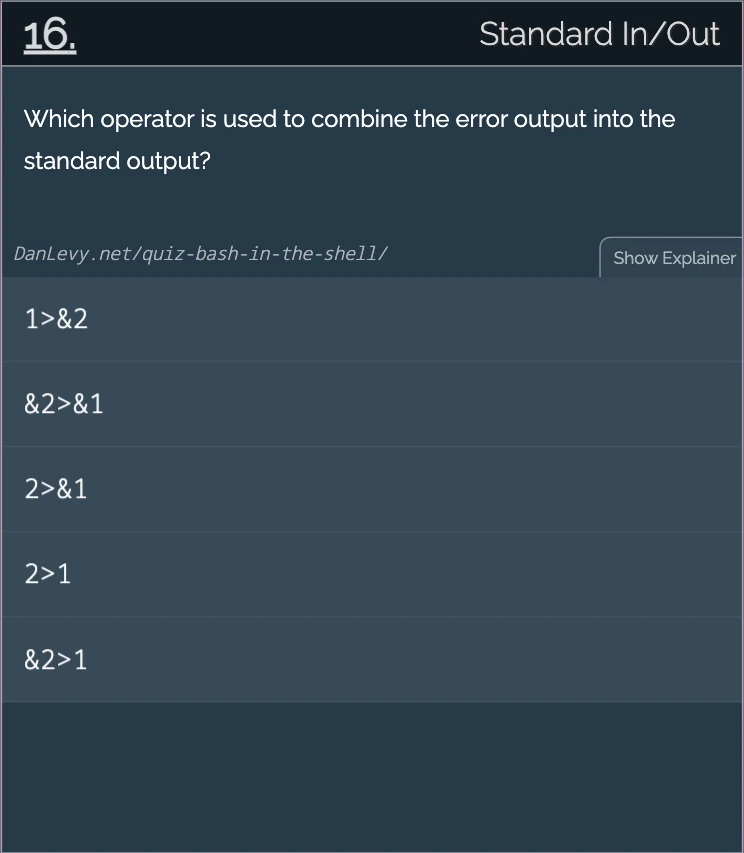 16.
Standard In/Out
Which operator is used to combine the error output into the
standard output?
DanLevy.net/quiz-bash-in-the-shell/
Show Explainer
1>&2
&2>&1
2>&1
2>1
&2>1